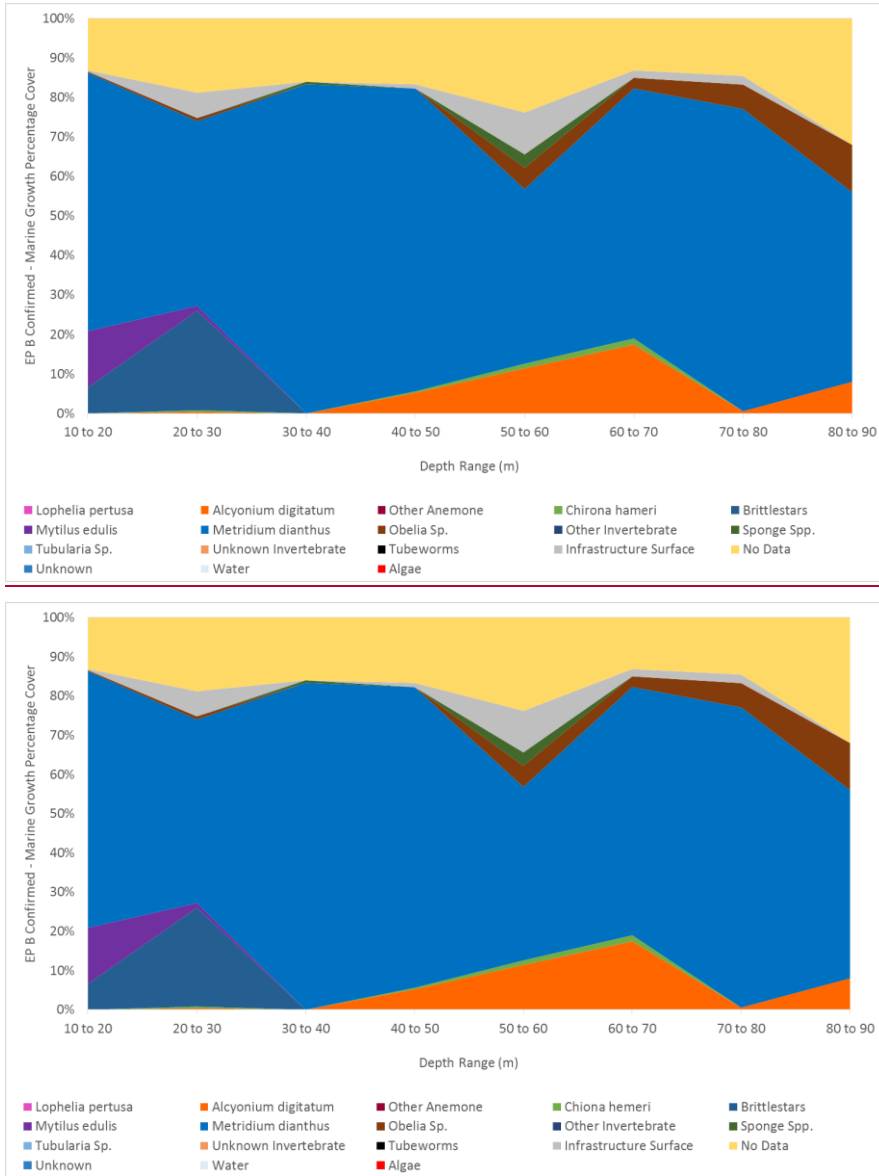 100%
90%
80%
70%
60%
50%
40%
30%
20%
10%
0%
EP B Confirmed - Marine Growth Percentage Cover
10 to 20 20 to 30 30 to 40 40 to 50 50 to 60 60 to 70 70 to 80 80 to 90
Depth Range (m)
Lophelia pertusa Alcyonium digitatum Other Anemone Chirona hameri Brittlestars
Mytilus edulis Metridium dianthus Obelia Sp. Other Invertebrate Sponge Spp.
Tubularia Sp. Unknown Invertebrate Tubeworms Infrastructure Surface No Data
Unknown Water Algae
100%
90%
80%
70%
60%
50%
40%
30%
20%
10%
0%
EP B Confirmed - Marine Growth Percentage Cover
10 to 20 20 to 30 30 to 40 40 to 50 50 to 60 60 to 70 70 to 80 80 to 90
Depth Range (m)
Lophelia pertusa Alcyonium digitatum Other Anemone Chiona hemeri Brittlestars
Mytilus edulis Metridium dianthus Obelia Sp. Other Invertebrate Sponge Spp.
Tubularia Sp. Unknown Invertebrate Tubeworms Infrastructure Surface No Data
Unknown Water Algae